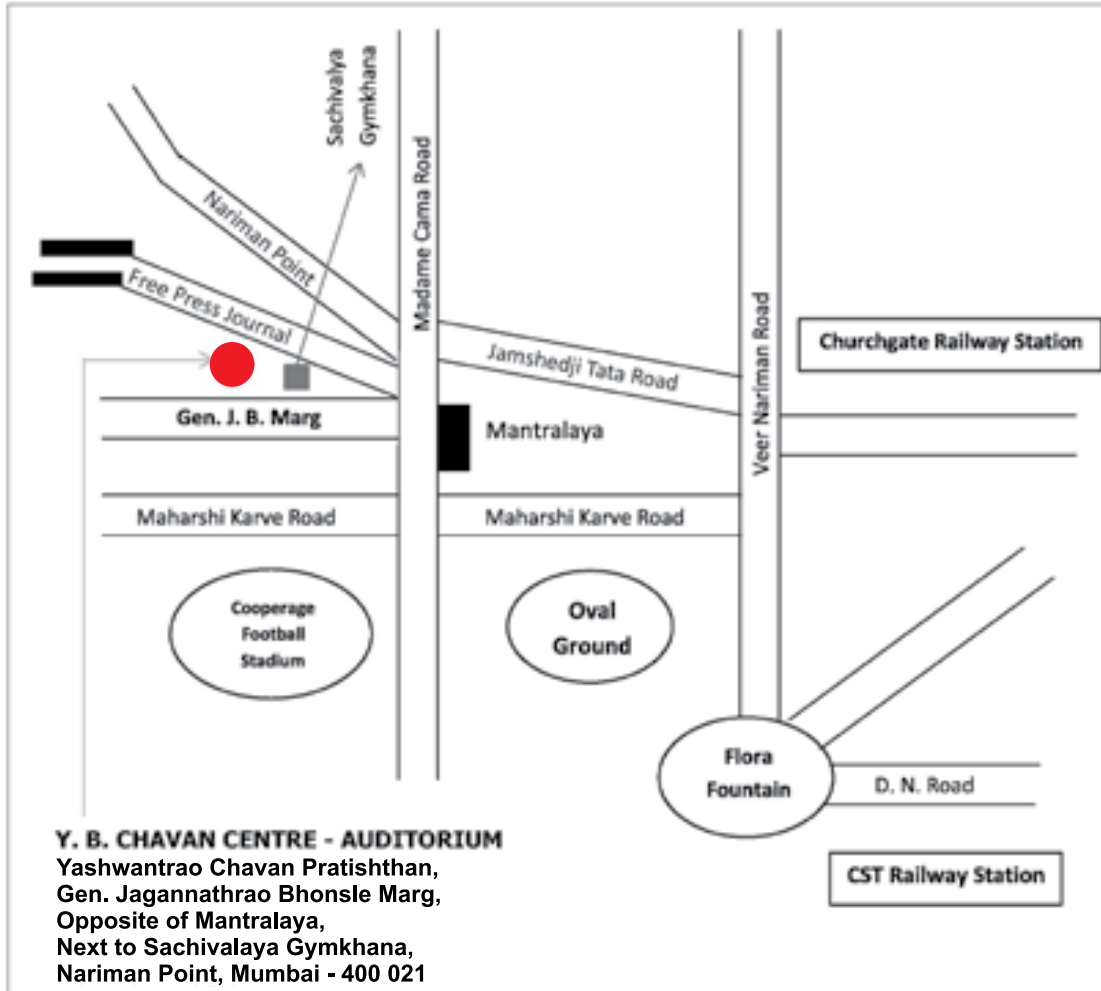 Sachivalya
Gymkhana
Madame Cama Road
Nariman Point
Free Press Journal
Veer Nariman Road
Churchgate Railway Station
Jamshedji Tata Road
Gen. J. B. Marg
Mantralaya
Maharshi Karve Road
Maharshi Karve Road
Cooperage
Football
Stadium
Oval
Ground
Flora
Fountain
D. N. Road
CST Railway Station
Y. B. CHAVAN CENTRE - AUDITORIUM
Yashwantrao Chavan Pratishthan,
Gen. Jagannathrao Bhonsle Marg,
Opposite of Mantralaya,
Next to Sachivalaya Gymkhana,
Nariman Point, Mumbai - 400 021